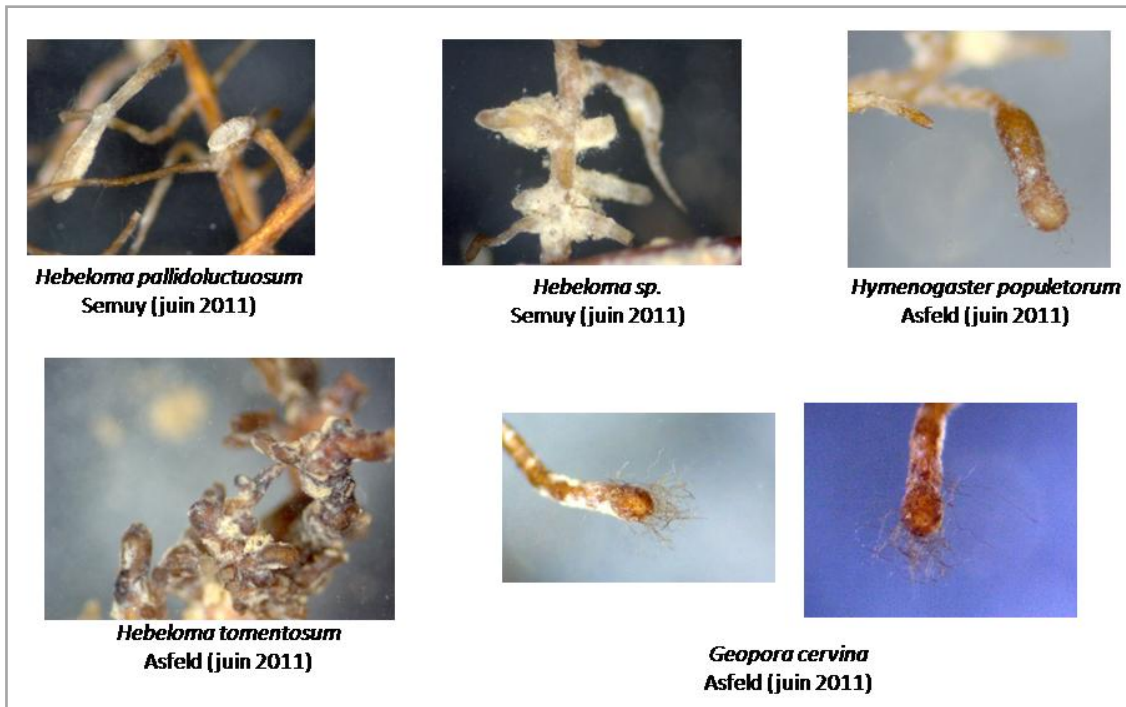 Hebeloma pallidoluctuosum
Semuy (juin 2011)
Hebeloma sp.
Semuy (juin 2011)
Hymenogaster populetorum
Asfeld (juin 2011)
Hebeloma tomentosum
Asfeld (juin 2011)
Geopora cervina
Asfeld (juin 2011)